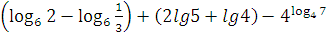 (log₆ 2 − log₆ 1/3) + (2lg5 + lg4) − 4^(log₄ 7)